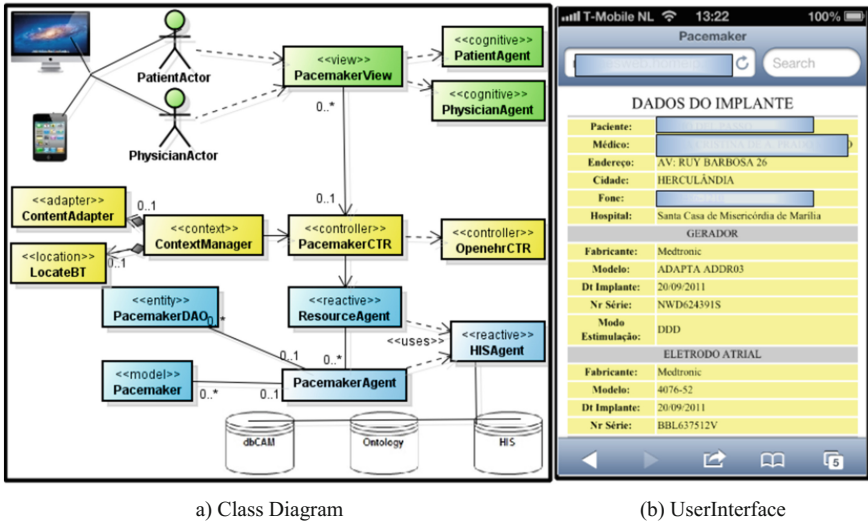 PatientActor
PhysicianActor
<<view>>
PacemakerView
<<cognitive>>
PatientAgent
<<cognitive>>
PhysicianAgent
0..*
0..1
<<adapter>>
ContentAdapter
0..1
<<location>>
LocateBT
0..1
<<context>>
ContextManager
<<controller>>
PacemakerCTR
<<controller>>
OpenehrCTR
<<entity>>
PacemakerDAO
0..*
<<reactive>>
ResourceAgent
<<uses>>
<<reactive>>
HISAgent
0..1
0..*
<<model>>
Pacemaker
0..*
0..1
PacemakerAgent
dbCAM
Ontology
HIS
T-Mobile NL 13:22 100%
Pacemaker
Search
DADOS DO IMPLANTE
Paciente:
Médico:
Endereço: AV: RUY BARBOSA 26
Cidade: HERCULÂNDIA
Fone:
Hospital: Santa Casa de Misericórdia de Marília
GERADOR
Fabricante: Medtronic
Modelo: ADAPTA ADDR03
Dt Implante: 20/09/2011
Nr Série: NWD624391S
Modo
Estimulação: DDD
ELETRODO ATRIAL
Fabricante: Medtronic
Modelo: 4076-52
Dt Implante: 20/09/2011
Nr Série: BBL637512V
5
a) Class Diagram
(b) UserInterface